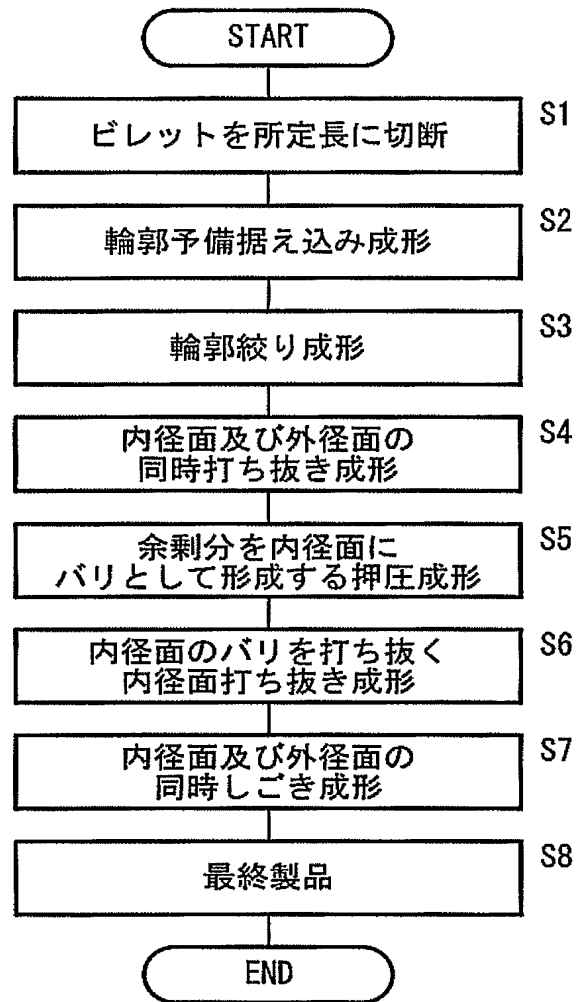 START
ビレットを所定長に切断
S1
輪郭予備据え込み成形
S2
輪郭絞り成形
S3
内径面及び外径面の
同時打ち抜き成形
S4
余剰分を内径面に
バリとして形成する押圧成形
S5
内径面のバリを打ち抜く
内径面打ち抜き成形
S6
内径面及び外径面の
同時しごき成形
S7
最終製品
S8
END